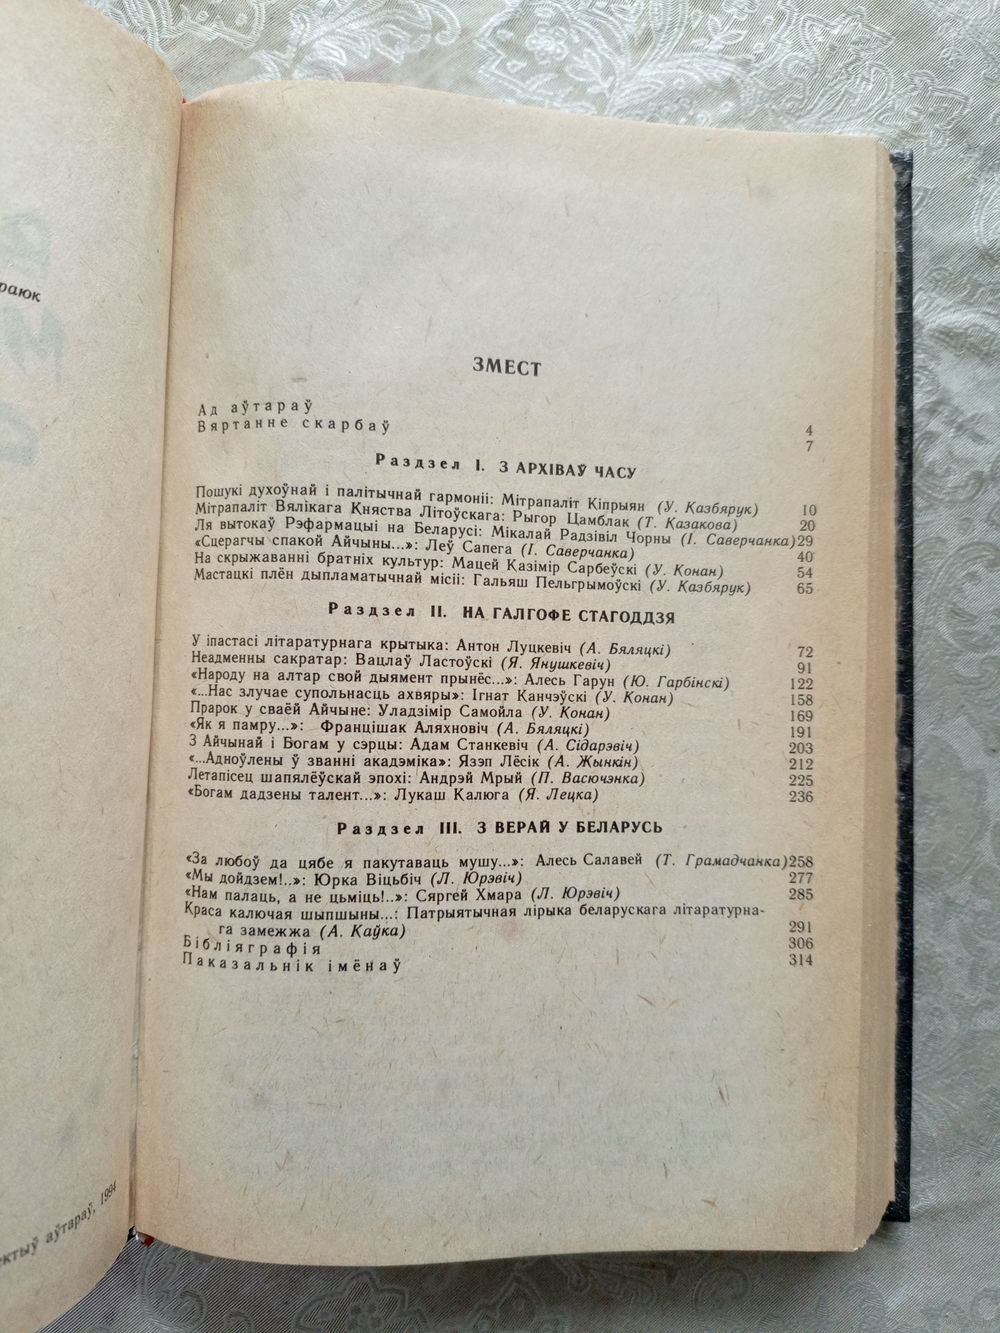 раюк
ЗМЕСТ
Ад аўтараў 4
Вяртанне скарбаў 7
Раздзел I. З АРХІВАЎ ЧАСУ
Пошукі духоўнай і палітычнай гармоніі: Мітрапаліт Кіпрыян (У. Казбярук) 10
Мітрапаліт Вялікага Княства Літоўскага: Рыгор Цамблак (Т. Казакова) 20
Ля вытокаў Рэфармацыі на Беларусі: Мікалай Радзівіл Чорны (І. Саверчанка) 29
«Сцерагчы спакой Айчыны...»: Леў Сапега (І. Саверчанка) 40
На скрыжаванні братніх культур: Мацей Казімір Сарбеўскі (У. Конан) 54
Мастацкі плён дыпламатычнай місіі: Гальяш Пельгрымоўскі (У. Казбярук) 65
Раздзел II. НА ГАЛГОФЕ СТАГОДДЗЯ
У іпастасі літаратурнага крытыка: Антон Луцкевіч (А. Бяляцкі) 72
Неадменны сакратар: Вацлаў Ластоўскі (Я. Янушкевіч) 91
«Народу на алтар свой дыямент прынёс...»: Алесь Гарун (Ю. Гарбінскі) 122
«...Нас злучае супольнасць ахвяры»: Ігнат Канчэўскі (У. Конан) 158
Прарок у сваёй Айчыне: Уладзімір Самойла (У. Конан) 169
«Як я памру...»: Францішак Аляхновіч (А. Бяляцкі) 191
З Айчынай і Богам у сэрцы: Адам Станкевіч (А. Сідарэвіч) 203
«...Адноўлены ў званні акадэміка»: Язэп Лёсік (А. Жынкін) 212
Летапісец шапялёўскай эпохі: Андрэй Мрый (П. Васючэнка) 225
«Богам дадзены талент...»: Лукаш Калюга (Я. Лецка) 236
Раздзел III. З ВЕРАЙ У БЕЛАРУСЬ
«За любоў да цябе я пакутаваць мушу...»: Алесь Салавей (Т. Грамадчанка) 258
«Мы дойдзем!..»: Юрка Віцьбіч (Л. Юрэвіч) 277
«Нам палаць, а не цьміць!..»: Сяргей Хмара (Л. Юрэвіч) 285
Краса калючая шыпшыны...: Патрыятычная лірыка беларускага літаратурна-
га замежжа (А. Каўка) 291
Бібліяграфія 306
Паказальнік імёнаў 314
ктыў аўтараў, 1994